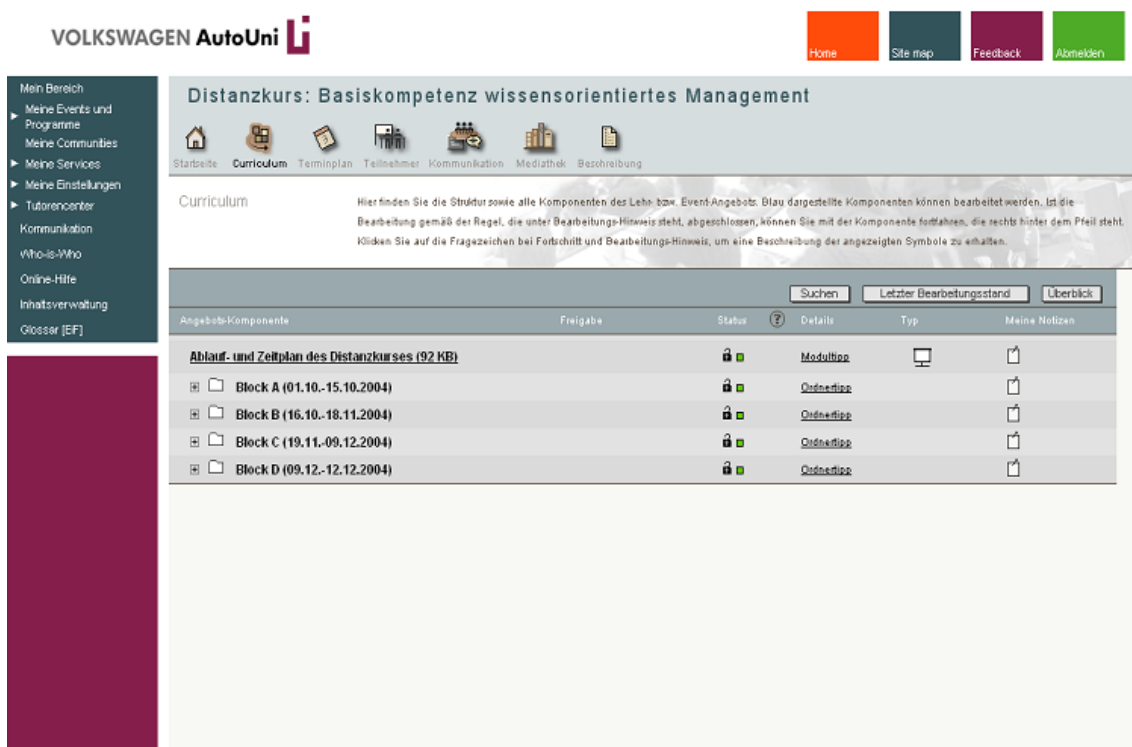 VOLKSWAGEN AutoUni
Home
Site map
Feedback
Abmelden
Mein Bereich
Meine Events und
Programme
Meine Communities
Meine Services
Meine Einstellungen
Tutorencenter
Kommunikation
Who-is-Who
Online-Hilfe
Inhaltsverwaltung
Glossar [EIF]
Distanzkurs: Basiskompetenz wissensorientiertes Management
Startseite Curriculum Terminplan Teilnehmer Kommunikation Mediathek Beschreibung
Curriculum
Hier finden Sie die Struktur sowie alle Komponenten des Lehr- bzw. Event-Angebots. Blau dargestellte Komponenten können bearbeitet werden. Ist die
Bearbeitung gemäß der Regel, die unter Bearbeitungs-Hinweis steht, abgeschlossen, können Sie mit der Komponente fortfahren, die rechts hinter dem Pfeil steht.
Klicken Sie auf die Fragezeichen bei Fortschritt und Bearbeitungs-Hinweis, um eine Beschreibung der angezeigten Symbole zu erhalten.
Suchen Letzter Bearbeitungsstand Überblick
Angebots-Komponente Freigabe Status ? Details Typ Meine Notizen
Ablauf- und Zeitplan des Distanzkurses (92 KB) Modultipp
Block A (01.10.-15.10.2004) Ordnertipp
Block B (16.10.-18.11.2004) Ordnertipp
Block C (19.11.-09.12.2004) Ordnertipp
Block D (09.12.-12.12.2004) Ordnertipp